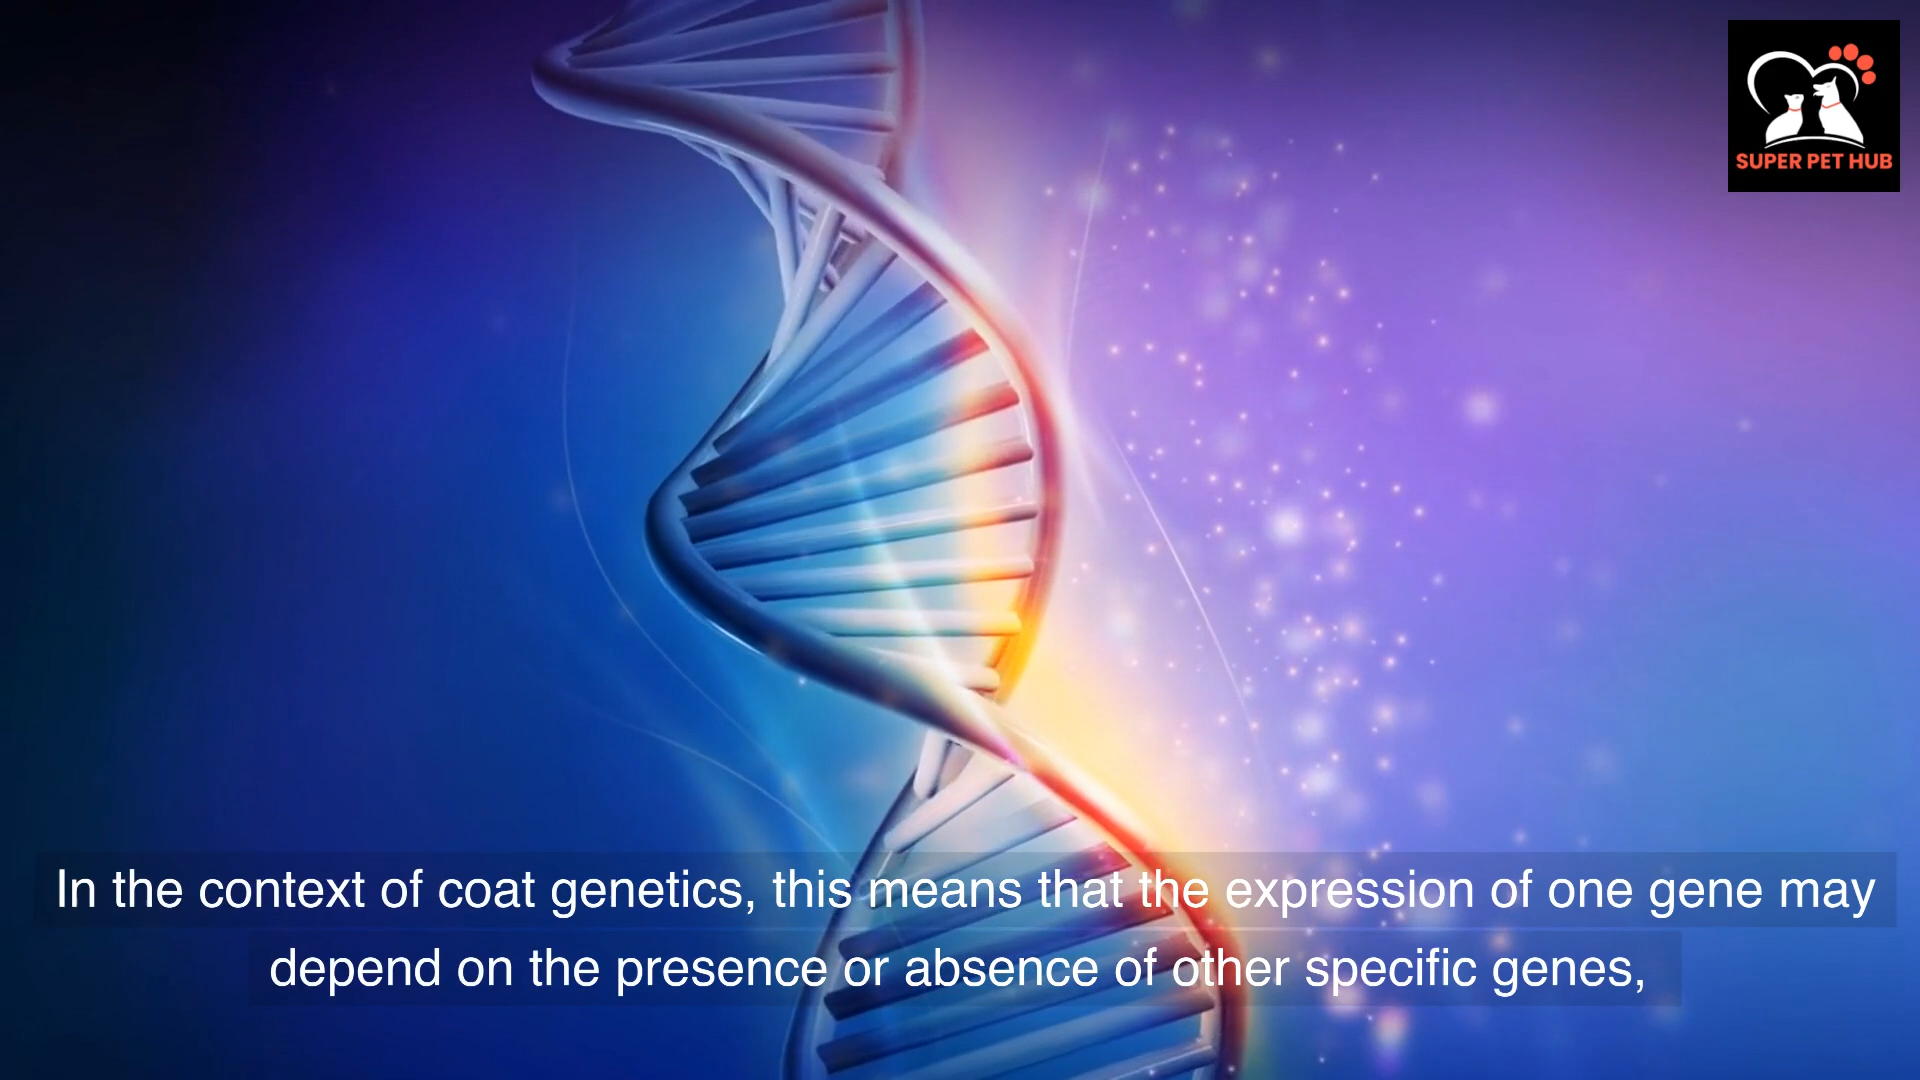 SUPER PET HUB
In the context of coat genetics, this means that the expression of one gene may
depend on the presence or absence of other specific genes,